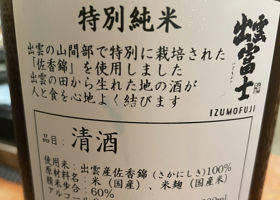 特別純米
出雲の山間部で特別に栽培された
「佐香錦」を使用しました
出雲の田から生れた地の酒が
人と食を心地よく結びます
出雲富士
IZUMOFUJI
品目：清酒
使用米：出雲産佐香錦（さかにしき）100%
原材料名：米（国産）、米麹（国産米）
精米歩合：60%
アルコール